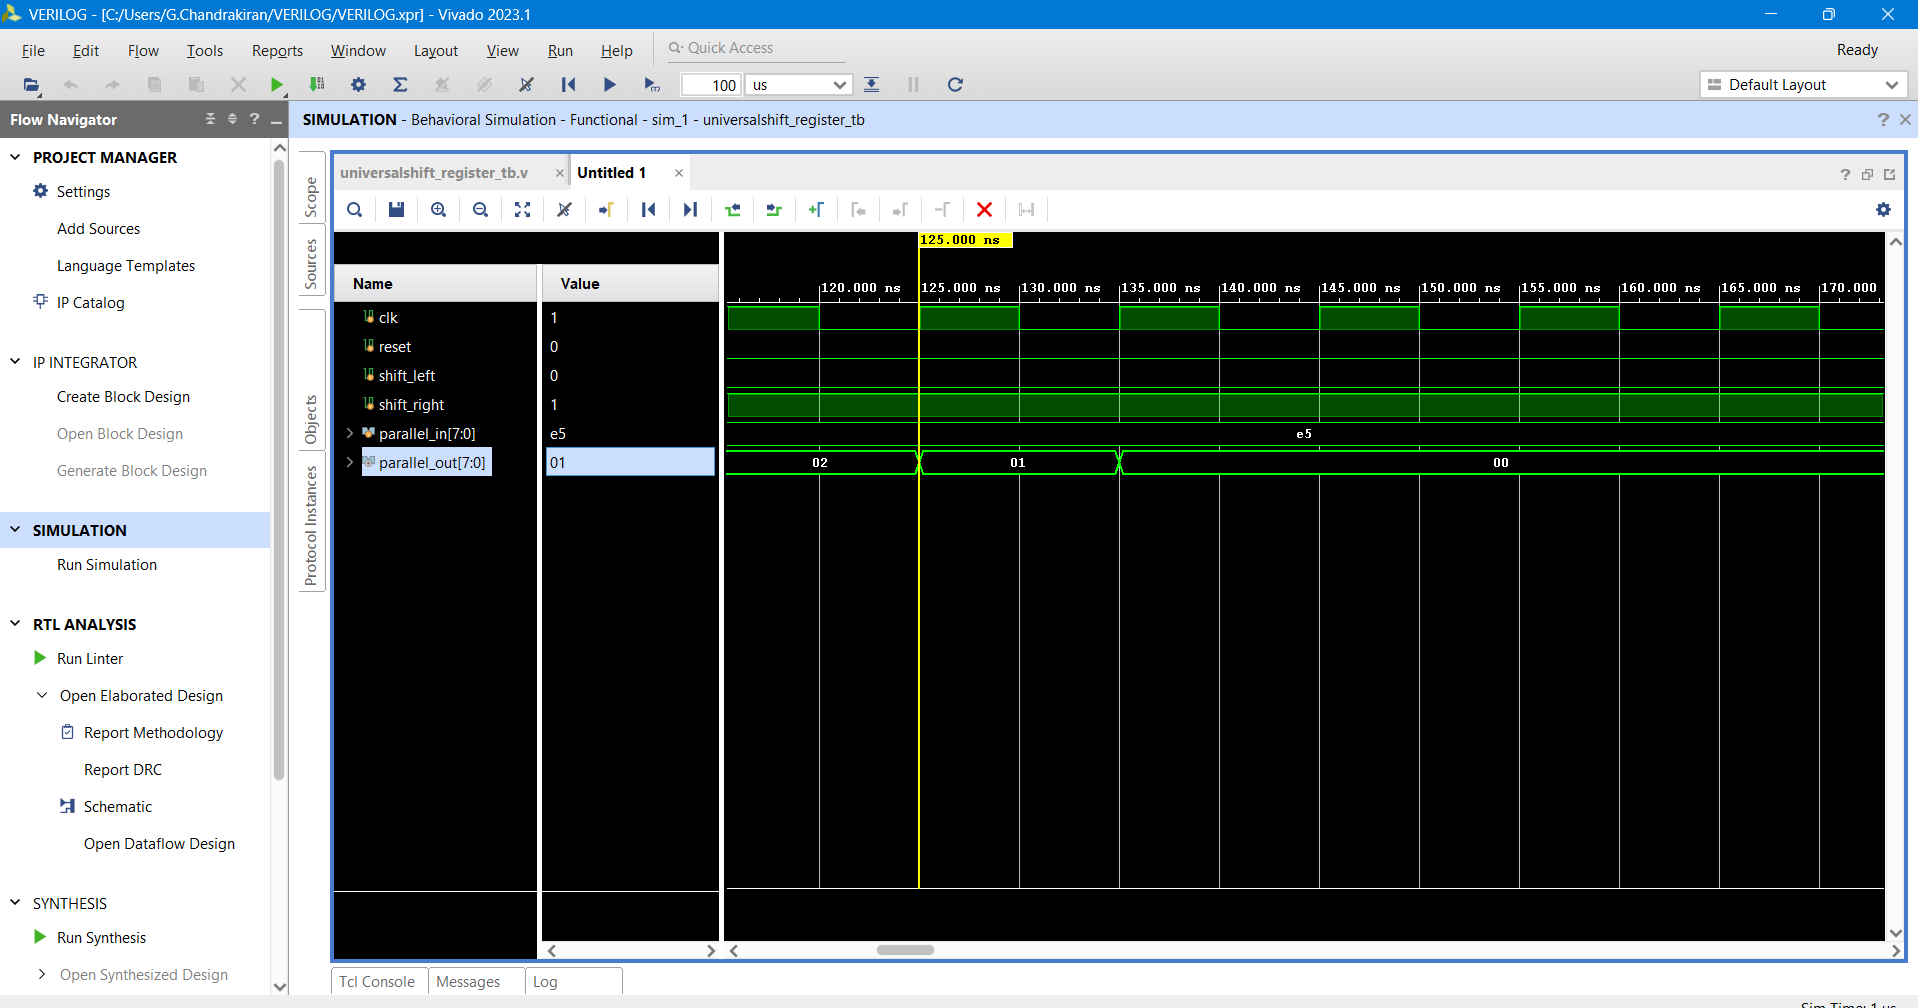 VERILOG - [C:/Users/G.Chandrakiran/VERILOG/VERILOG.xpr] - Vivado 2023.1
File Edit Flow Tools Reports Window Layout View Run Help Quick Access Ready
100 us Default Layout
Flow Navigator
SIMULATION - Behavioral Simulation - Functional - sim_1 - universalshift_register_tb
PROJECT MANAGER
Settings
Add Sources
Language Templates
IP Catalog
IP INTEGRATOR
Create Block Design
Open Block Design
Generate Block Design
SIMULATION
Run Simulation
RTL ANALYSIS
Run Linter
Open Elaborated Design
Report Methodology
Report DRC
Schematic
Open Dataflow Design
SYNTHESIS
Run Synthesis
Open Synthesized Design
Scope
Sources
Objects
Protocol Instances
universalshift_register_tb.v Untitled 1
125.000 ns
Name Value
120.000 ns 125.000 ns 130.000 ns 135.000 ns 140.000 ns 145.000 ns 150.000 ns 155.000 ns 160.000 ns 165.000 ns 170.000
clk 1
reset 0
shift_left 0
shift_right 1
parallel_in[7:0] e5 e5
parallel_out[7:0] 01 02 01 00
Tcl Console Messages Log
Sim Time: 1 us